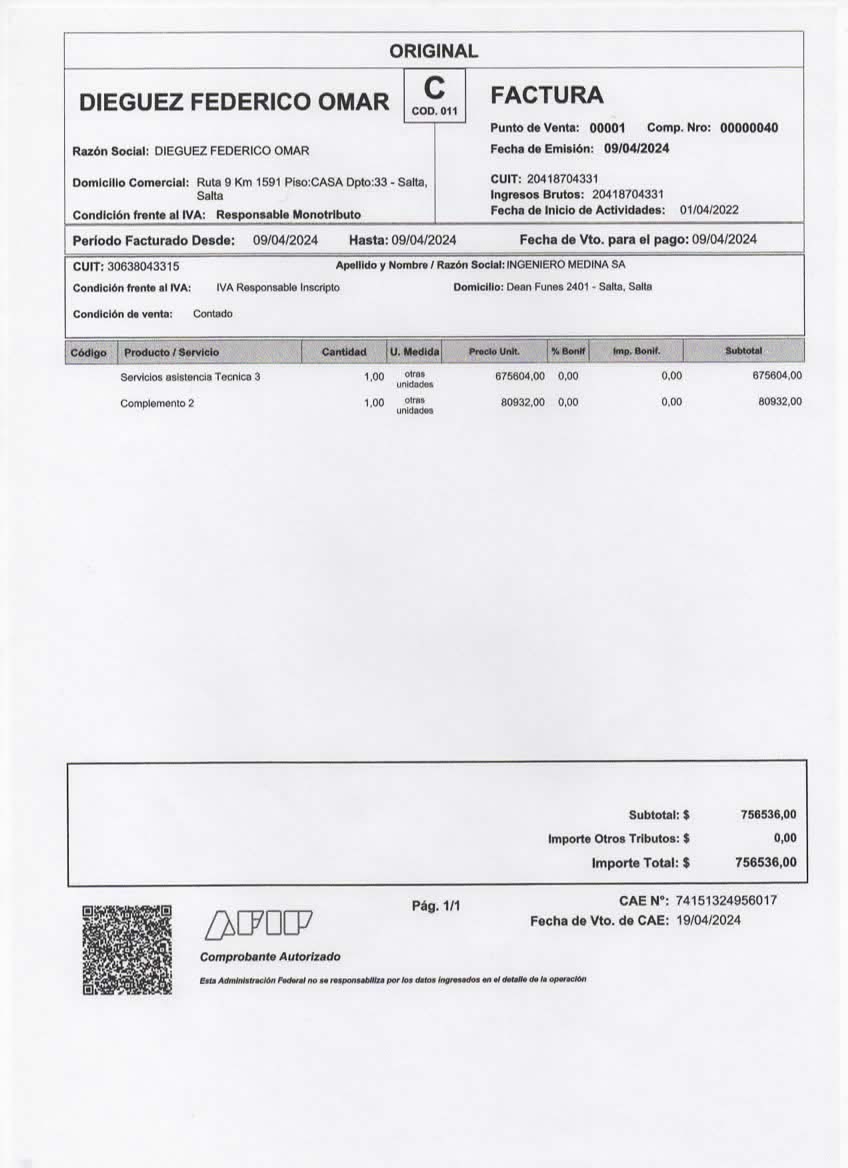 ORIGINAL
DIEGUEZ FEDERICO OMAR
C
COD. 011
FACTURA
Punto de Venta: 00001 Comp. Nro: 00000040
Razón Social: DIEGUEZ FEDERICO OMAR
Fecha de Emisión: 09/04/2024
Domicilio Comercial: Ruta 9 Km 1591 Piso:CASA Dpto:33 - Salta,
Salta
CUIT: 20418704331
Ingresos Brutos: 20418704331
Condición frente al IVA: Responsable Monotributo
Fecha de Inicio de Actividades: 01/04/2022
Período Facturado Desde: 09/04/2024 Hasta: 09/04/2024 Fecha de Vto. para el pago: 09/04/2024
CUIT: 30638043315 Apellido y Nombre / Razón Social: INGENIERO MEDINA SA
Condición frente al IVA: IVA Responsable Inscripto Domicilio: Dean Funes 2401 - Salta, Salta
Condición de venta: Contado
Código Producto / Servicio Cantidad U. Medida Precio Unit. % Bonif Imp. Bonif. Subtotal
Servicios asistencia Tecnica 3 1,00 otras unidades 675604,00 0,00 0,00 675604,00
Complemento 2 1,00 otras unidades 80932,00 0,00 0,00 80932,00
Subtotal: $ 756536,00
Importe Otros Tributos: $ 0,00
Importe Total: $ 756536,00
AFIP
Pág. 1/1
CAE N°: 74151324956017
Fecha de Vto. de CAE: 19/04/2024
Comprobante Autorizado
Esta Administración Federal no se responsabiliza por los datos ingresados en el detalle de la operación